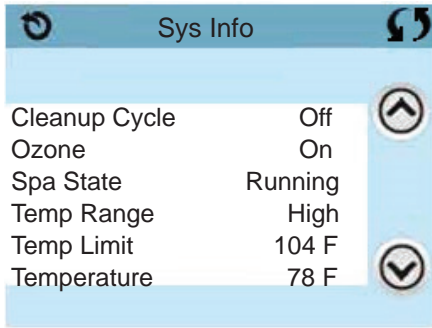 Sys Info
Cleanup Cycle Off
Ozone On
Spa State Running
Temp Range High
Temp Limit 104 F
Temperature 78 F